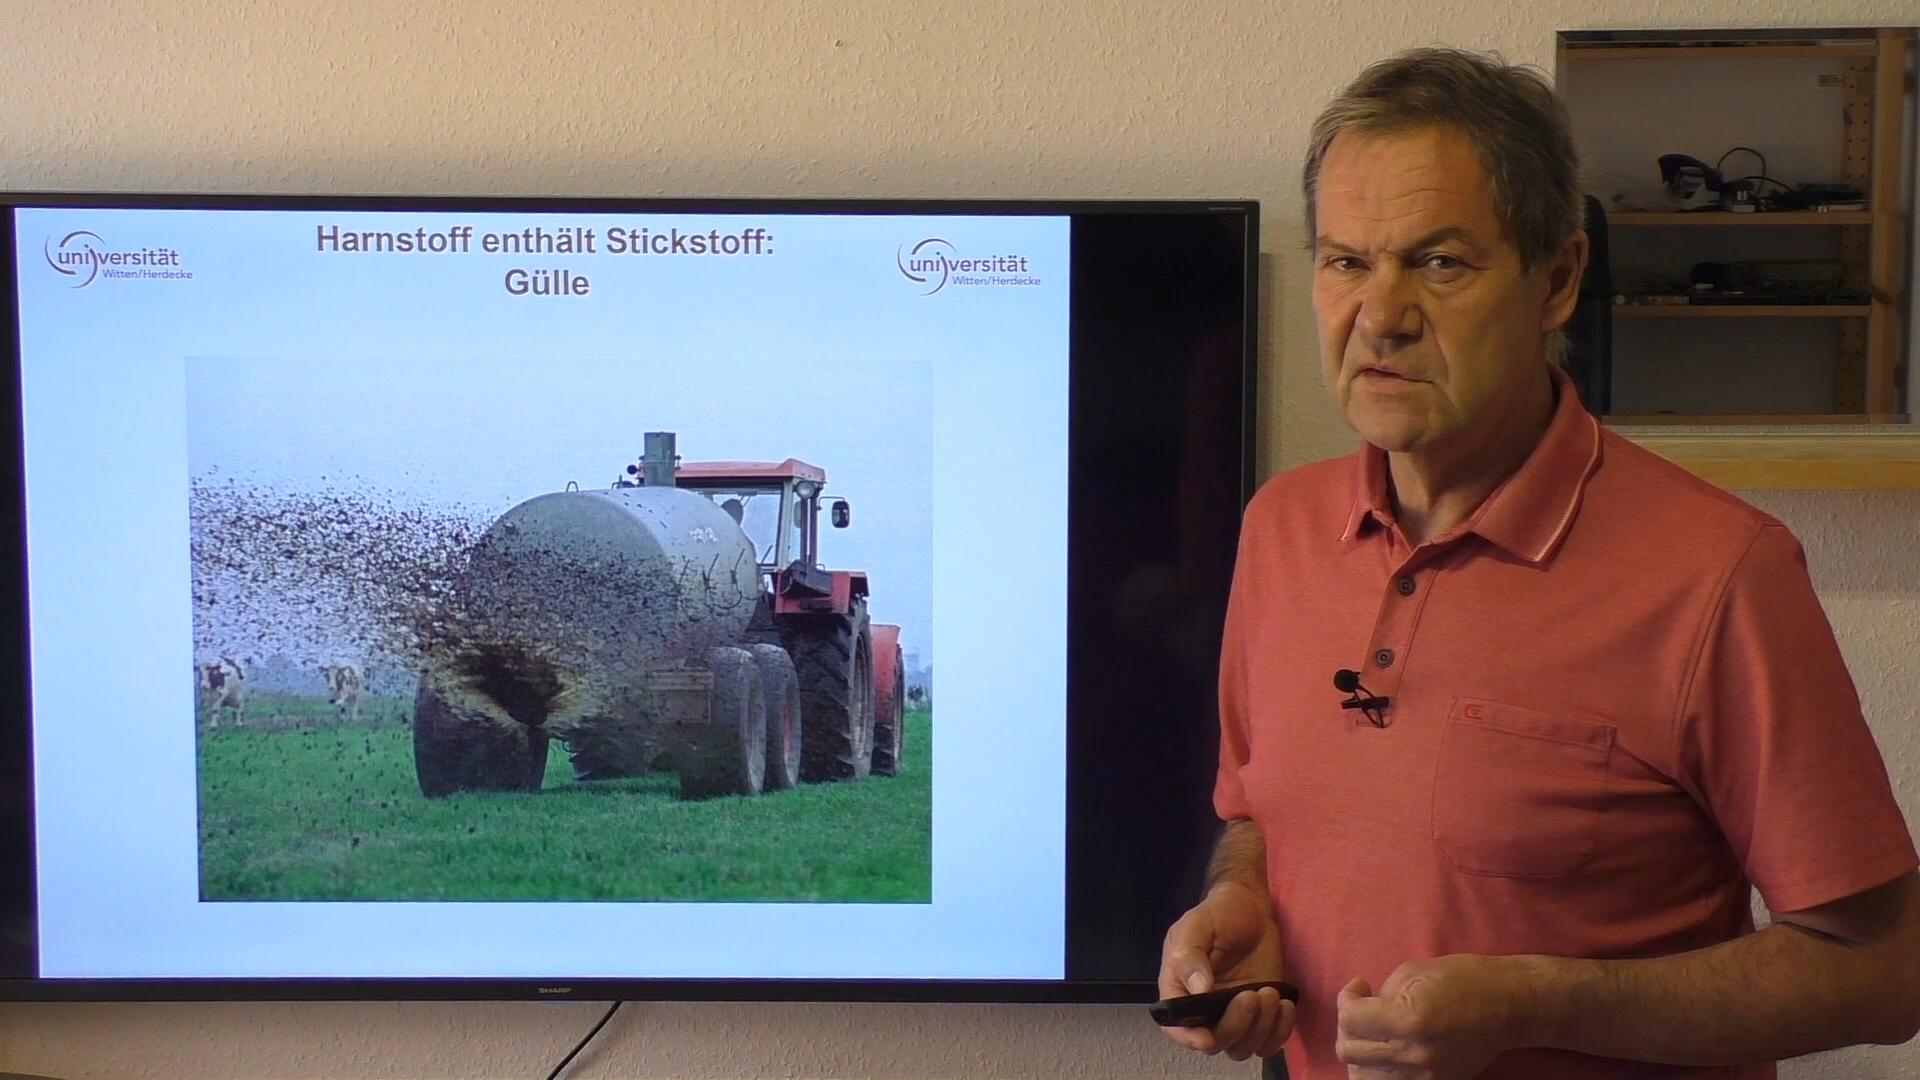 Harnstoff enthält Stickstoff:
Gülle
universität
Witten/Herdecke
universität
Witten/Herdecke
SHARP